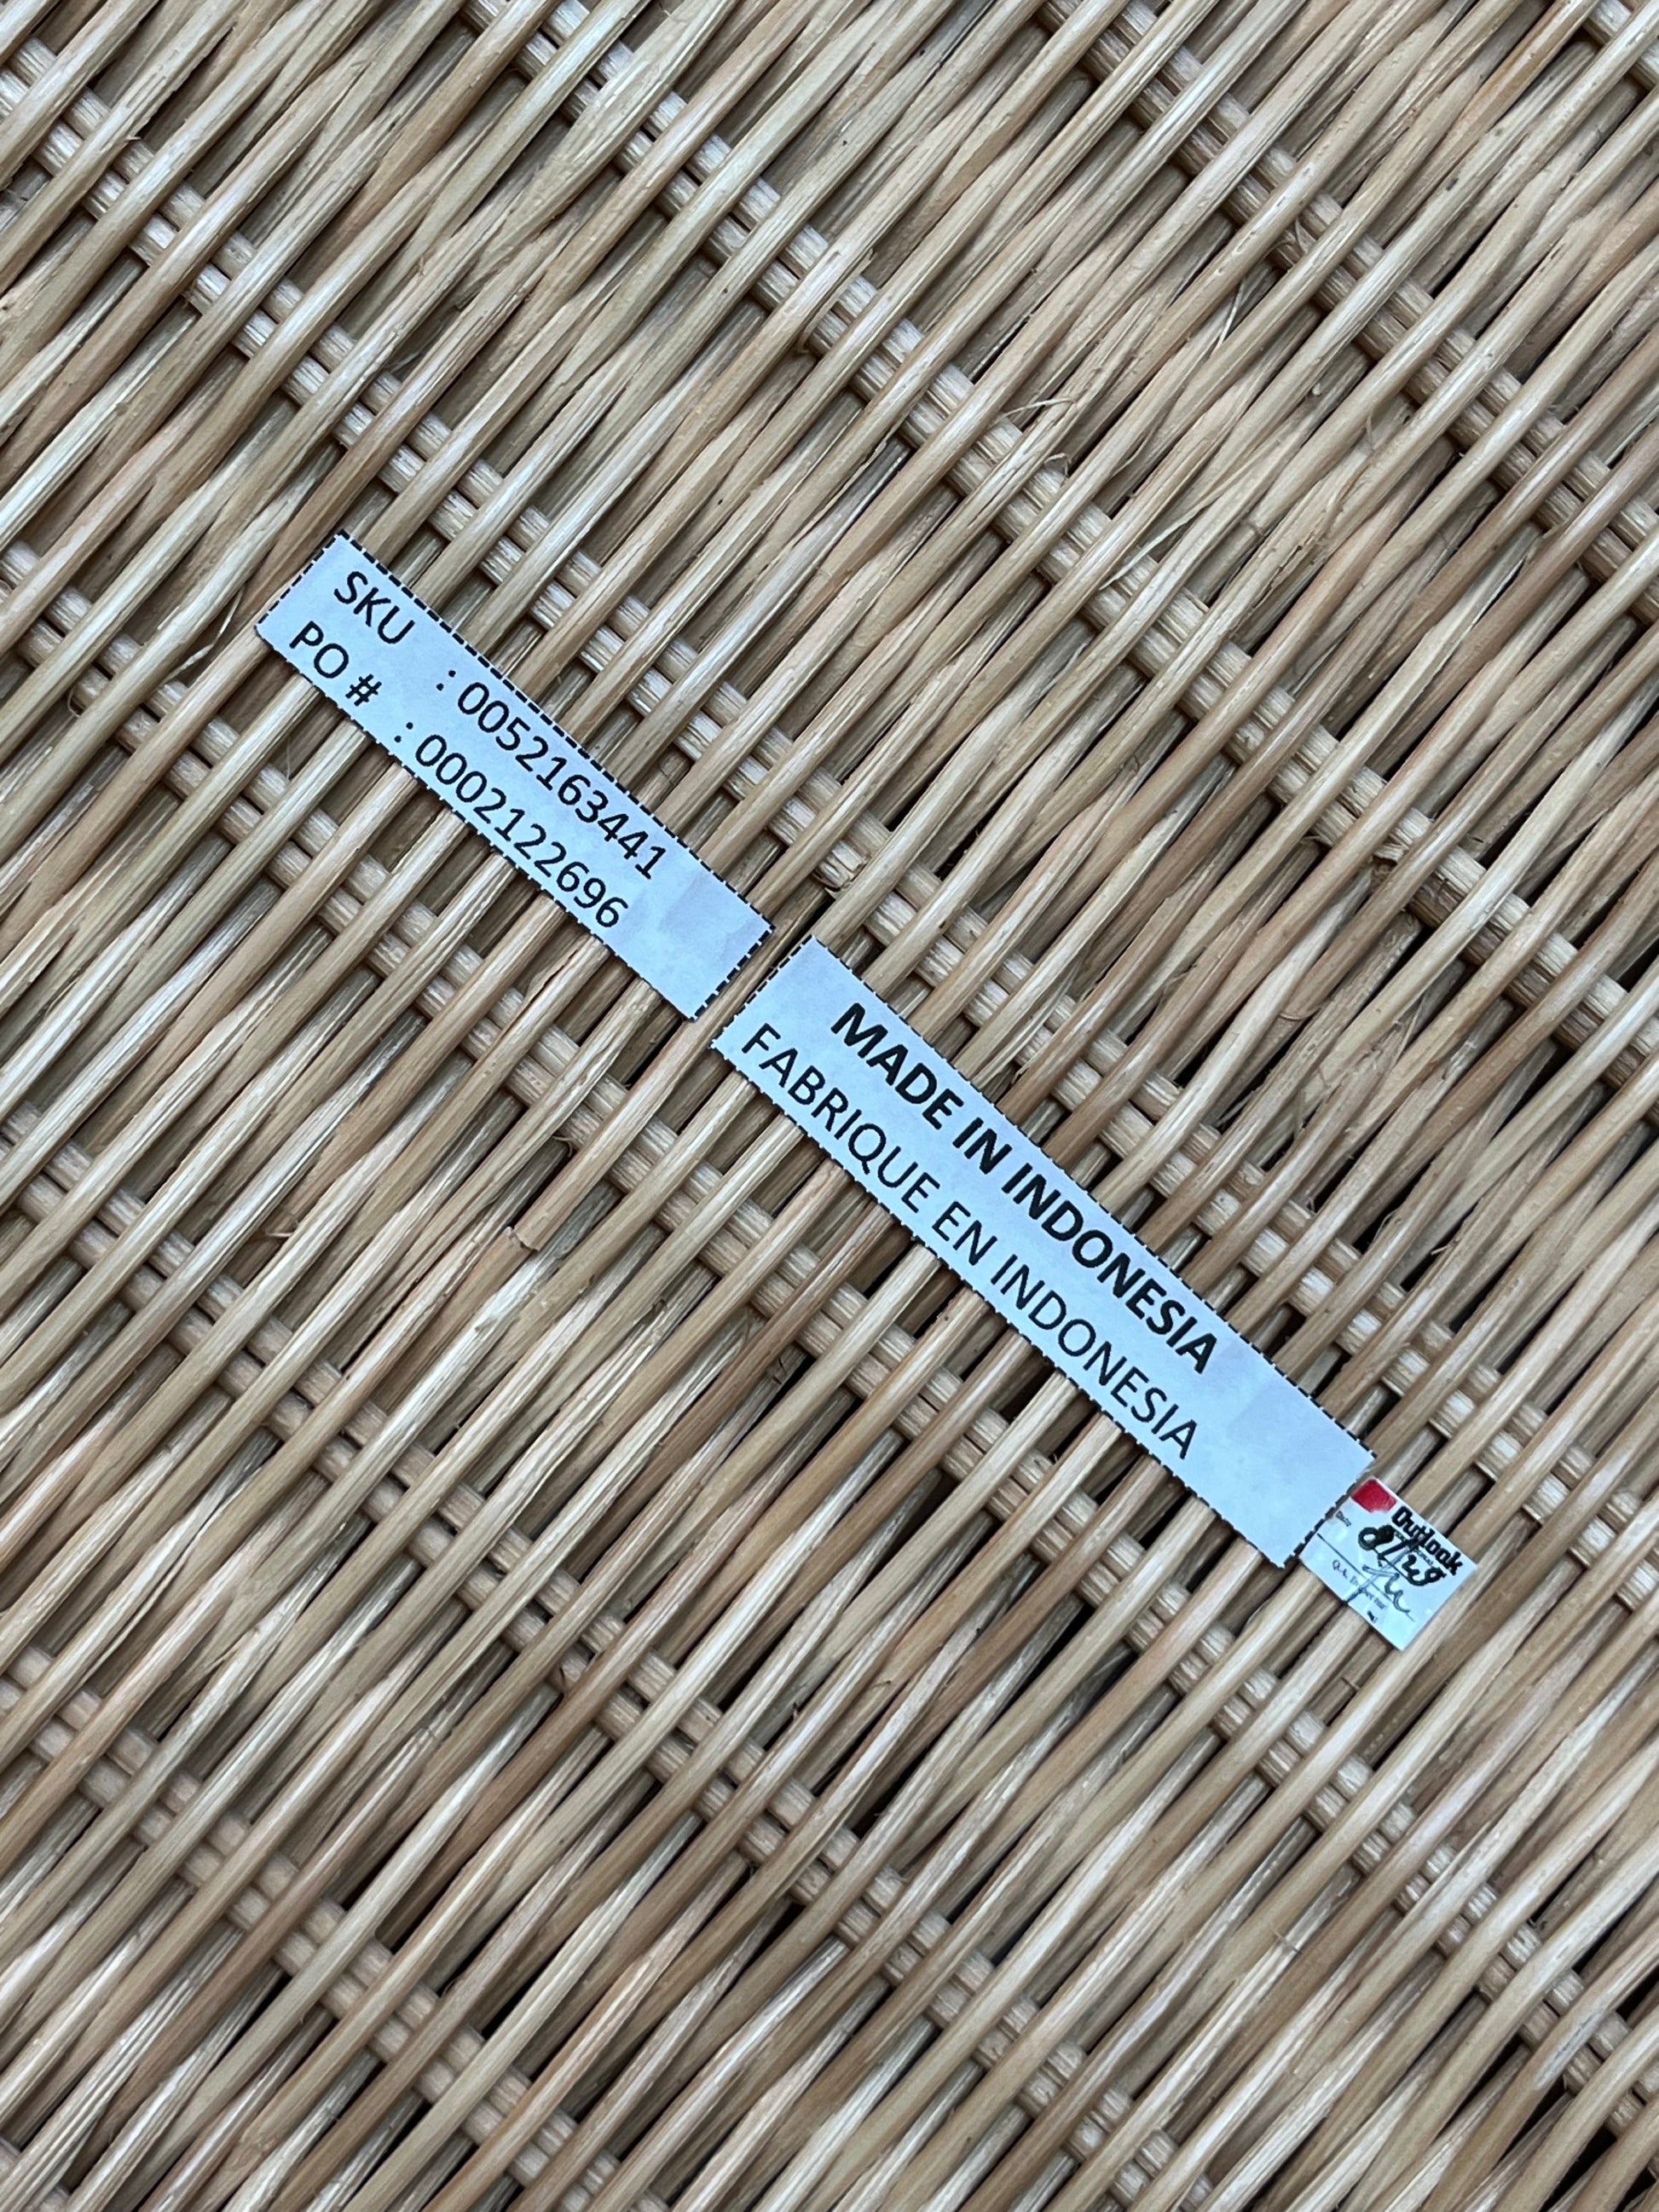 SKU : 0052163441
PO # : 0002122696
MADE IN INDONESIA
FABRIQUE EN INDONESIA
Outlook